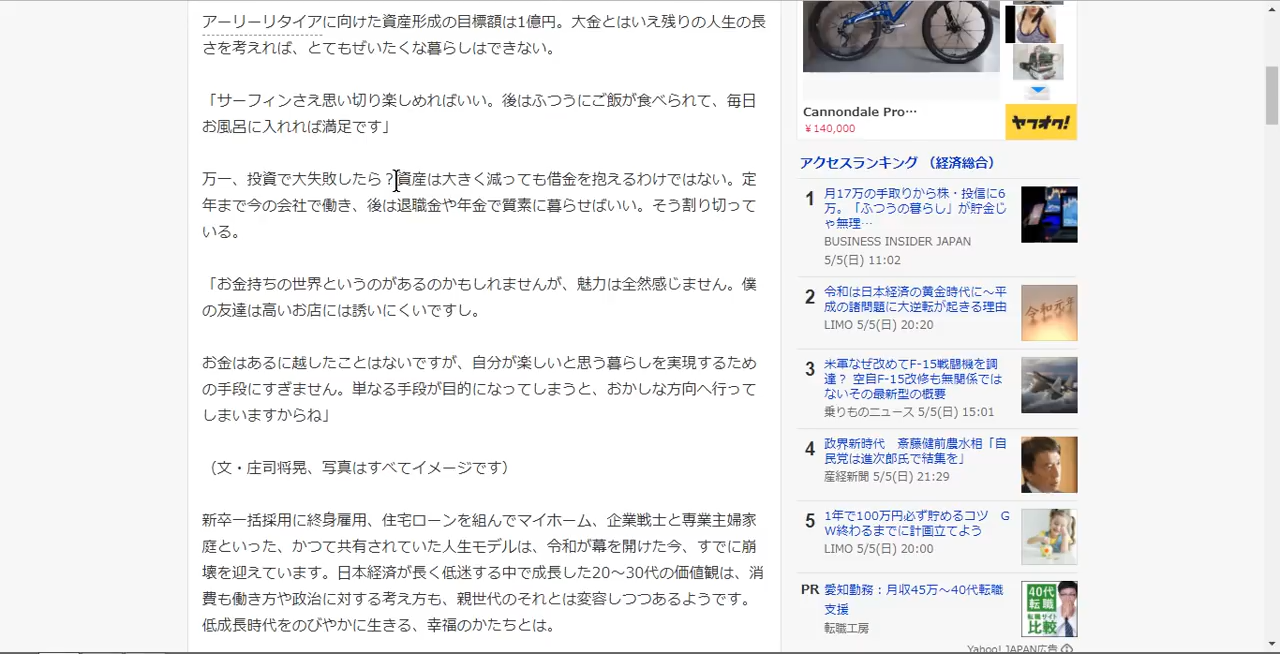 アーリーリタイアに向けた資産形成の目標額は1億円。大金とはいえ残りの人生の長
さを考えれば、とてもぜいたくな暮らしはできない。
「サーフィンさえ思い切り楽しめればいい。後はふつうにご飯が食べられて、毎日
お風呂に入れれば満足です」
万一、投資で大失敗したら？資産は大きく減っても借金を抱えるわけではない。定
年まで今の会社で働き、後は退職金や年金で質素に暮らせばいい。そう割り切って
いる。
「お金持ちの世界というのがあるのかもしれませんが、魅力は全然感じません。僕
の友達は高いお店には誘いにくいですし。
お金はあるに越したことはないですが、自分が楽しいと思う暮らしを実現するため
の手段にすぎません。単なる手段が目的になってしまうと、おかしな方向へ行って
しまいますからね」
（文・庄司将晃、写真はすべてイメージです）
新卒一括採用に終身雇用、住宅ローンを組んでマイホーム、企業戦士と専業主婦家
庭といった、かつて共有されていた人生モデルは、令和が幕を開けた今、すでに崩
壊を迎えています。日本経済が長く低迷する中で成長した20～30代の価値観は、消
費も働き方や政治に対する考え方も、親世代のそれとは変容しつつあるようです。
低成長時代をのびやかに生きる、幸福のかたちとは。
Cannondale Pro…
￥140,000
ヤフオク!
アクセスランキング （経済総合）
1
月17万の手取りから株・投信に6
万。「ふつうの暮らし」が貯金じ
ゃ無理…
BUSINESS INSIDER JAPAN
5/5(日) 11:02
2
令和は日本経済の黄金時代に～平
成の諸問題に大逆転が起きる理由
LIMO 5/5(日) 20:20
令和元年
3
米軍なぜ改めてF-15戦闘機を調
達？ 空自F-15改修も無関係では
ないその最新型の概要
乗りものニュース 5/5(日) 15:01
4
政界新時代　斎藤健前農水相「自
民党は進次郎氏で結集を」
産経新聞 5/5(日) 21:29
5
1年で100万円必ず貯めるコツ　G
W終わるまでに計画立てよう
LIMO 5/5(日) 20:00
PR
愛知勤務：月収45万～40代転職
支援
転職工房
40代
転職
転職サイト
比較
Yahoo! JAPAN広告